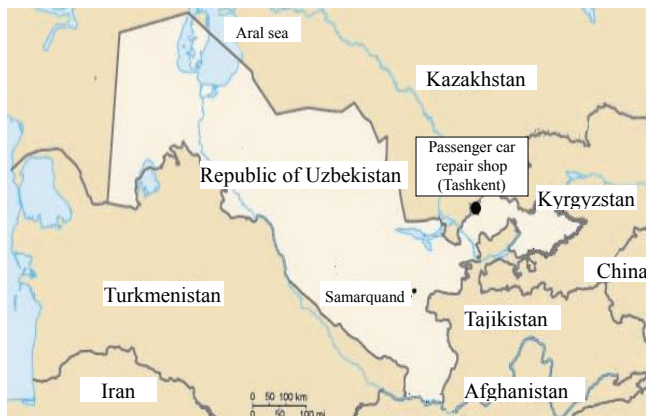 Aral sea
Kazakhstan
Passenger car
repair shop
(Tashkent)
Republic of Uzbekistan
Kyrgyzstan
China
Turkmenistan
Samarquand
Tajikistan
Iran
Afghanistan
0 50 100 km
0 50 100 mi